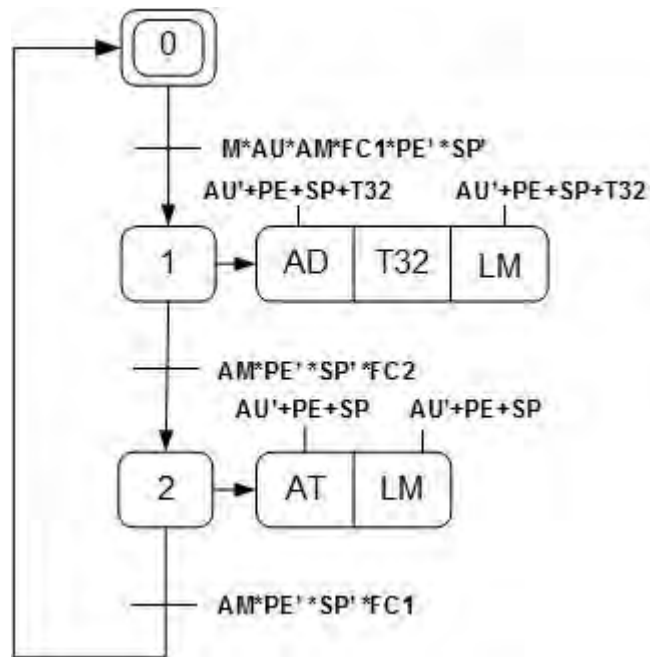 0
M*AU*AM*FC1*PE'*SP'
AU'+PE+SP+T32 AU'+PE+SP+T32
1 AD T32 LM
AM*PE'*SP'*FC2
AU'+PE+SP AU'+PE+SP
2 AT LM
AM*PE'*SP'*FC1